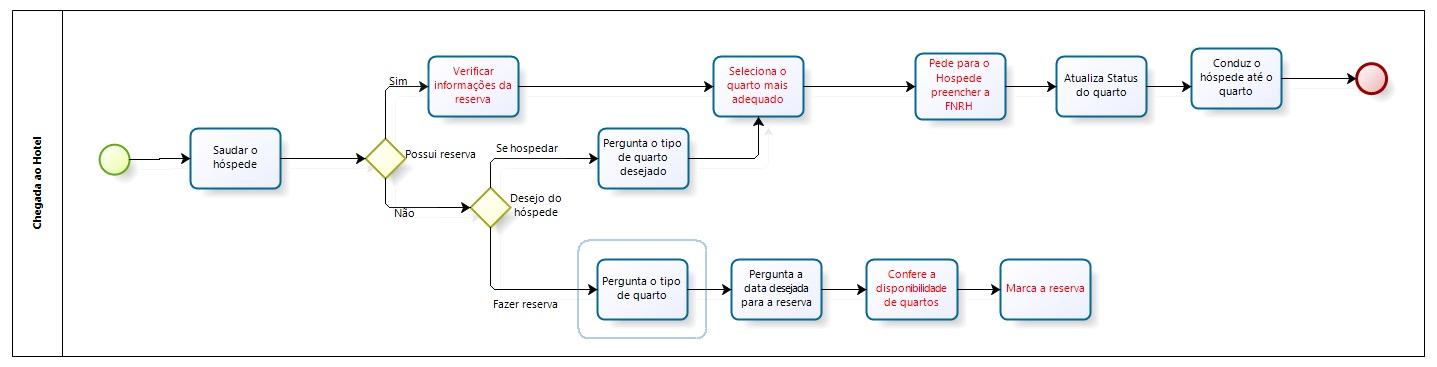 Chegada ao Hotel
Saudar o
hóspede
Possui reserva
Sim
Verificar
informações da
reserva
Seleciona o
quarto mais
adequado
Pede para o
Hospede
preencher a
FNRH
Atualiza Status
do quarto
Conduz o
hóspede até o
quarto
Não
Desejo do
hóspede
Se hospedar
Pergunta o tipo
de quarto
desejado
Fazer reserva
Pergunta o tipo
de quarto
Pergunta a
data desejada
para a reserva
Confere a
disponibilidade
de quartos
Marca a reserva